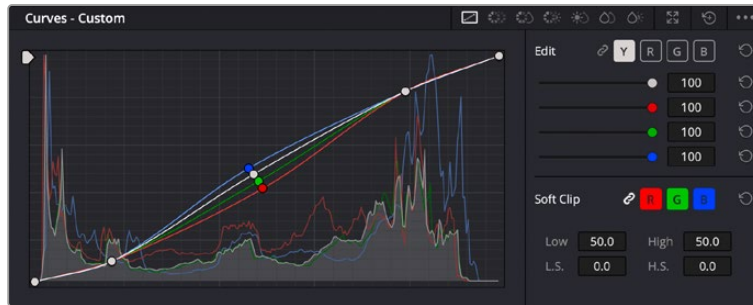 Curves - Custom
Edit Y R G B
100
100
100
100
Soft Clip R G B
Low 50.0 High 50.0
L.S. 0.0 H.S. 0.0